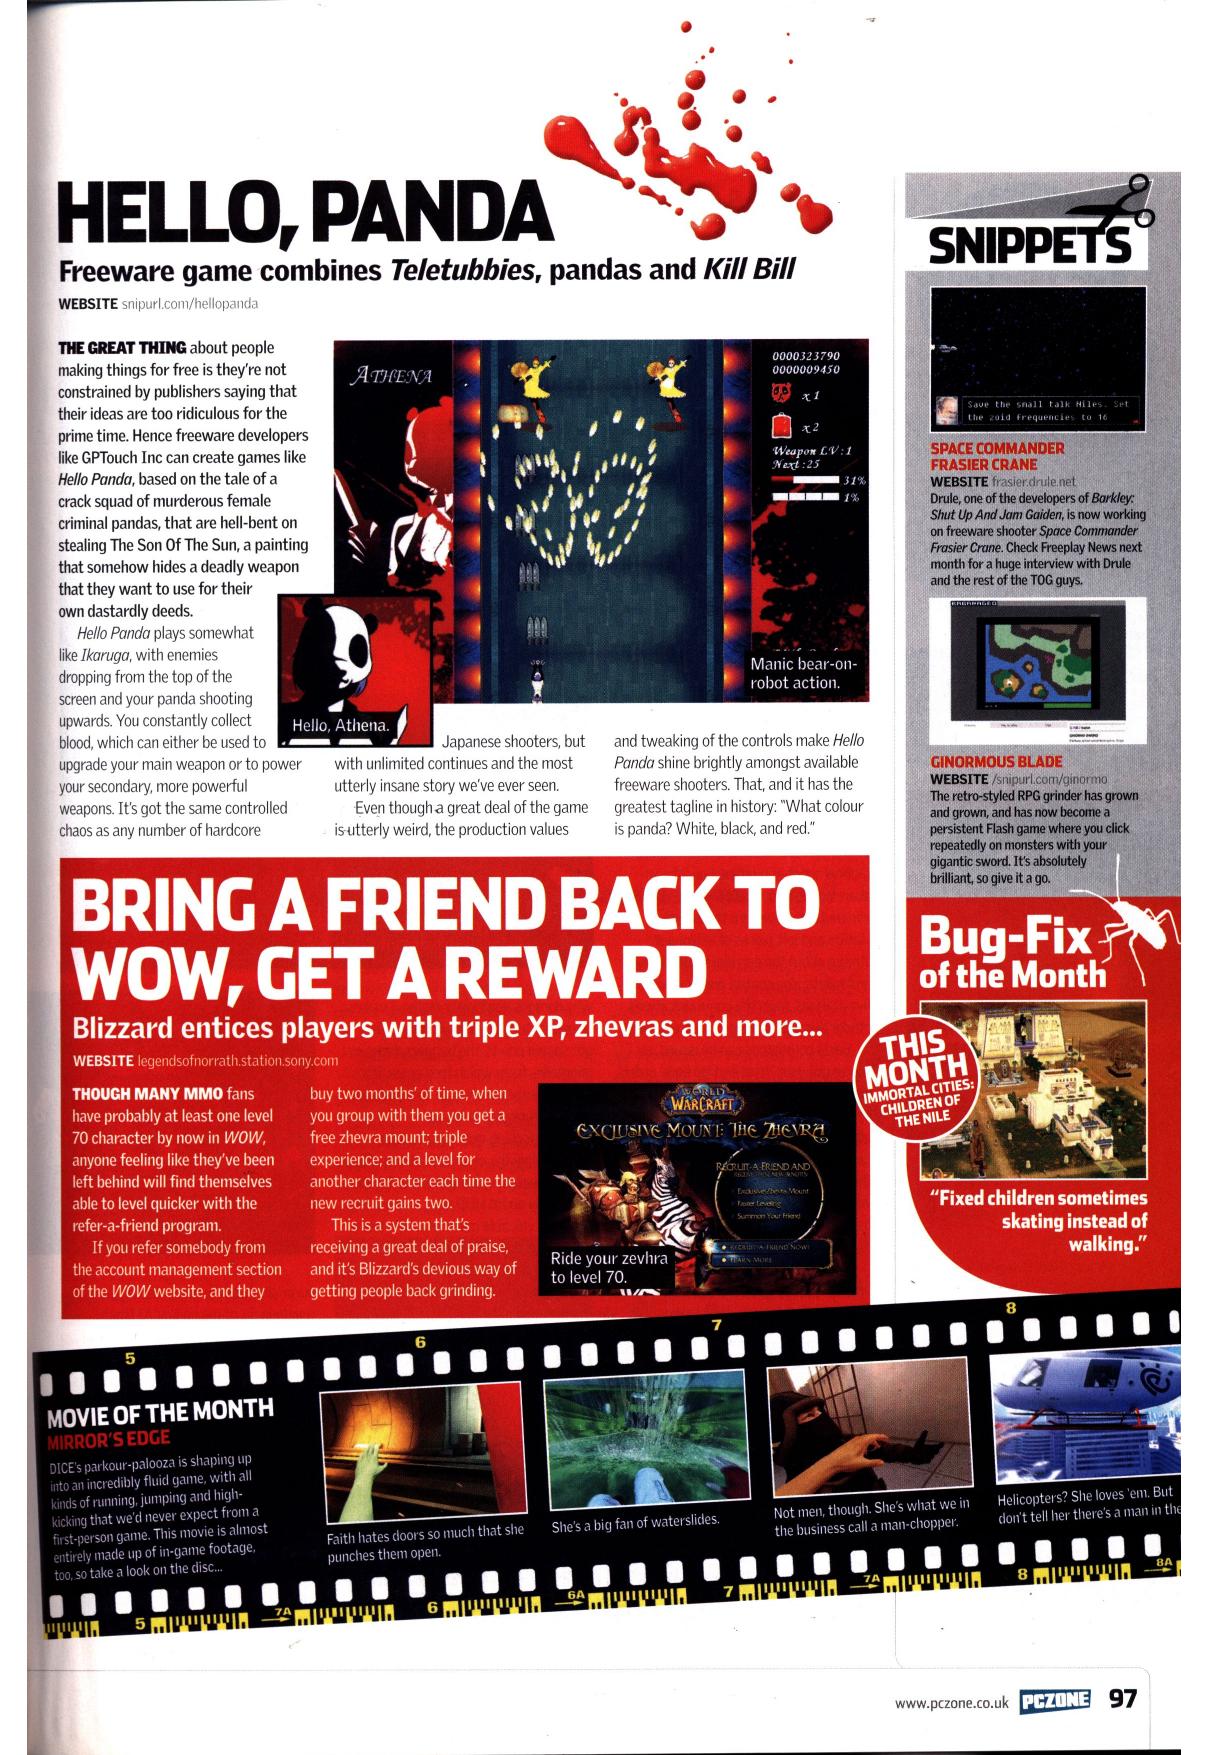 HELLO, PANDA
Freeware game combines Teletubbies, pandas and Kill Bill
WEBSITE snipurl.com/hellopanda
THE GREAT THING about people
making things for free is they're not
constrained by publishers saying that
their ideas are too ridiculous for the
prime time. Hence freeware developers
like GPTouch Inc can create games like
Hello Panda, based on the tale of a
crack squad of murderous female
criminal pandas, that are hell-bent on
stealing The Son Of The Sun, a painting
that somehow hides a deadly weapon
that they want to use for their
own dastardly deeds.
Hello Panda plays somewhat
like Ikaruga, with enemies
dropping from the top of the
screen and your panda shooting
upwards. You constantly collect
blood, which can either be used to
upgrade your main weapon or to power
your secondary, more powerful
weapons. It's got the same controlled
chaos as any number of hardcore
Japanese shooters, but
with unlimited continues and the most
utterly insane story we've ever seen.
Even though a great deal of the game
is utterly weird, the production values
and tweaking of the controls make Hello
Panda shine brightly amongst available
freeware shooters. That, and it has the
greatest tagline in history: "What colour
is panda? White, black, and red."
ATHENA
0000323790
0000009450
x 1
x 2
Weapon LV : 1
Next : 25
31%
1%
Manic bear-on-
robot action.
Hello, Athena.
BRING A FRIEND BACK TO
WOW, GET A REWARD
Blizzard entices players with triple XP, zhevras and more...
WEBSITE legendsofnorrath.station.sony.com
THOUGH MANY MMO fans
have probably at least one level
70 character by now in WOW,
anyone feeling like they've been
left behind will find themselves
able to level quicker with the
refer-a-friend program.
If you refer somebody from
the account management section
of the WOW website, and they
buy two months' of time, when
you group with them you get a
free zhevra mount; triple
experience; and a level for
another character each time the
new recruit gains two.
This is a system that's
receiving a great deal of praise,
and it's Blizzard's devious way of
getting people back grinding.
WORLD
WARCRAFT
EXCLUSIVE MOUNT: THE ZHEVRA
RECRUIT-A-FRIEND AND
Exclusive Zhevra Mount
Faster Leveling
Summon Your Friend
RECRUIT-A-FRIEND NOW!
LEARN MORE
Ride your zevhra
to level 70.
SNIPPETS
Save the small talk Niles. Set
the zoid frequencies to 16
SPACE COMMANDER
FRASIER CRANE
WEBSITE frasier.drule.net
Drule, one of the developers of Barkley:
Shut Up And Jam Gaiden, is now working
on freeware shooter Space Commander
Frasier Crane. Check Freeplay News next
month for a huge interview with Drule
and the rest of the TOG guys.
GINORMOUS BLADE
WEBSITE /snipurl.com/ginormo
The retro-styled RPG grinder has grown
and grown, and has now become a
persistent Flash game where you click
repeatedly on monsters with your
gigantic sword. It's absolutely
brilliant, so give it a go.
Bug-Fix
of the Month
THIS
MONTH
IMMORTAL CITIES:
CHILDREN OF
THE NILE
"Fixed children sometimes
skating instead of
walking."
5 6 7 8
MOVIE OF THE MONTH
MIRROR'S EDGE
DICE's parkour-palooza is shaping up
into an incredibly fluid game, with all
kinds of running, jumping and high-
kicking that we'd never expect from a
first-person game. This movie is almost
entirely made up of in-game footage,
too, so take a look on the disc...
Faith hates doors so much that she
punches them open.
She's a big fan of waterslides.
Not men, though. She's what we in
the business call a man-chopper.
Helicopters? She loves 'em. But
don't tell her there's a man in the
5 7A 6 6A 7 7A 8 8A
www.pczone.co.uk PCZONE 97